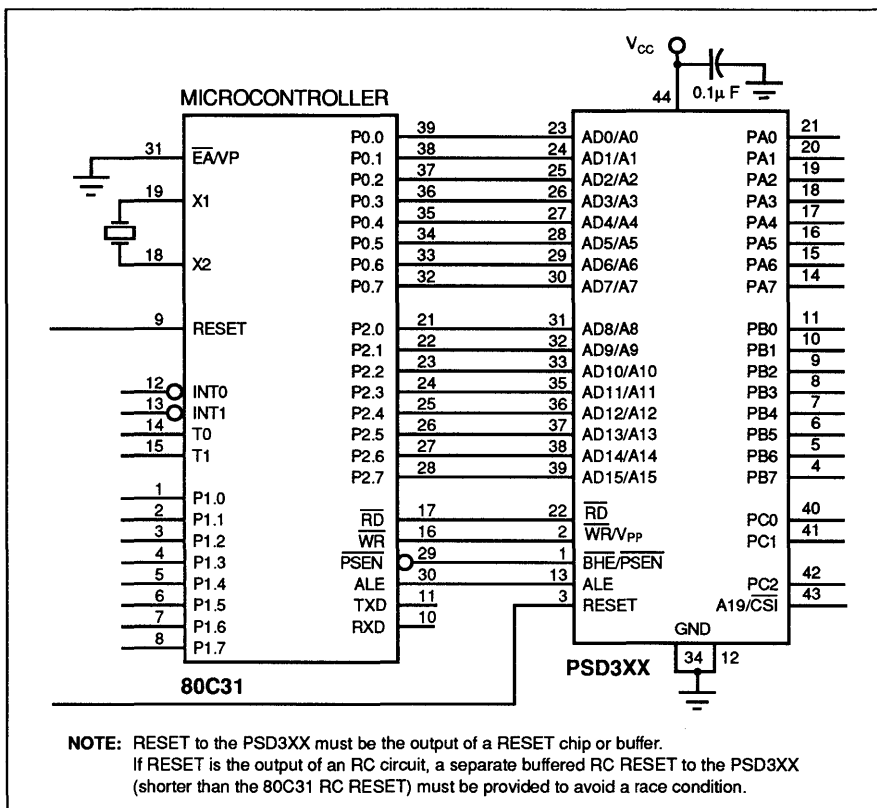 V_CC
0.1µ F
44
MICROCONTROLLER
31 EA/VP
19 X1
18 X2
9 RESET
12 INT0
13 INT1
14 T0
15 T1
1 P1.0
2 P1.1
3 P1.2
4 P1.3
5 P1.4
6 P1.5
7 P1.6
8 P1.7
P0.0 39
P0.1 38
P0.2 37
P0.3 36
P0.4 35
P0.5 34
P0.6 33
P0.7 32
P2.0 21
P2.1 22
P2.2 23
P2.3 24
P2.4 25
P2.5 26
P2.6 27
P2.7 28
RD 17
WR 16
PSEN 29
ALE 30
TXD 11
RXD 10
80C31
23 AD0/A0
24 AD1/A1
25 AD2/A2
26 AD3/A3
27 AD4/A4
28 AD5/A5
29 AD6/A6
30 AD7/A7
31 AD8/A8
32 AD9/A9
33 AD10/A10
35 AD11/A11
36 AD12/A12
37 AD13/A13
38 AD14/A14
39 AD15/A15
22 RD
2 WR/V_PP
1 BHE/PSEN
13 ALE
3 RESET
PA0 21
PA1 20
PA2 19
PA3 18
PA4 17
PA5 16
PA6 15
PA7 14
PB0 11
PB1 10
PB2 9
PB3 8
PB4 7
PB5 6
PB6 5
PB7 4
PC0 40
PC1 41
PC2 42
A19/CSI 43
GND
34 12
PSD3XX
NOTE: RESET to the PSD3XX must be the output of a RESET chip or buffer.
If RESET is the output of an RC circuit, a separate buffered RC RESET to the PSD3XX
(shorter than the 80C31 RC RESET) must be provided to avoid a race condition.